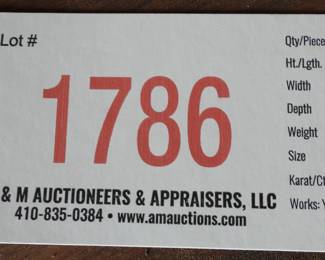 Lot #
1786
& M AUCTIONEERS & APPRAISERS, LLC
410-835-0384 • www.amauctions.com
Qty/Piece
Ht./Lgth.
Width
Depth
Weight
Size
Karat/Ct
Works: Y